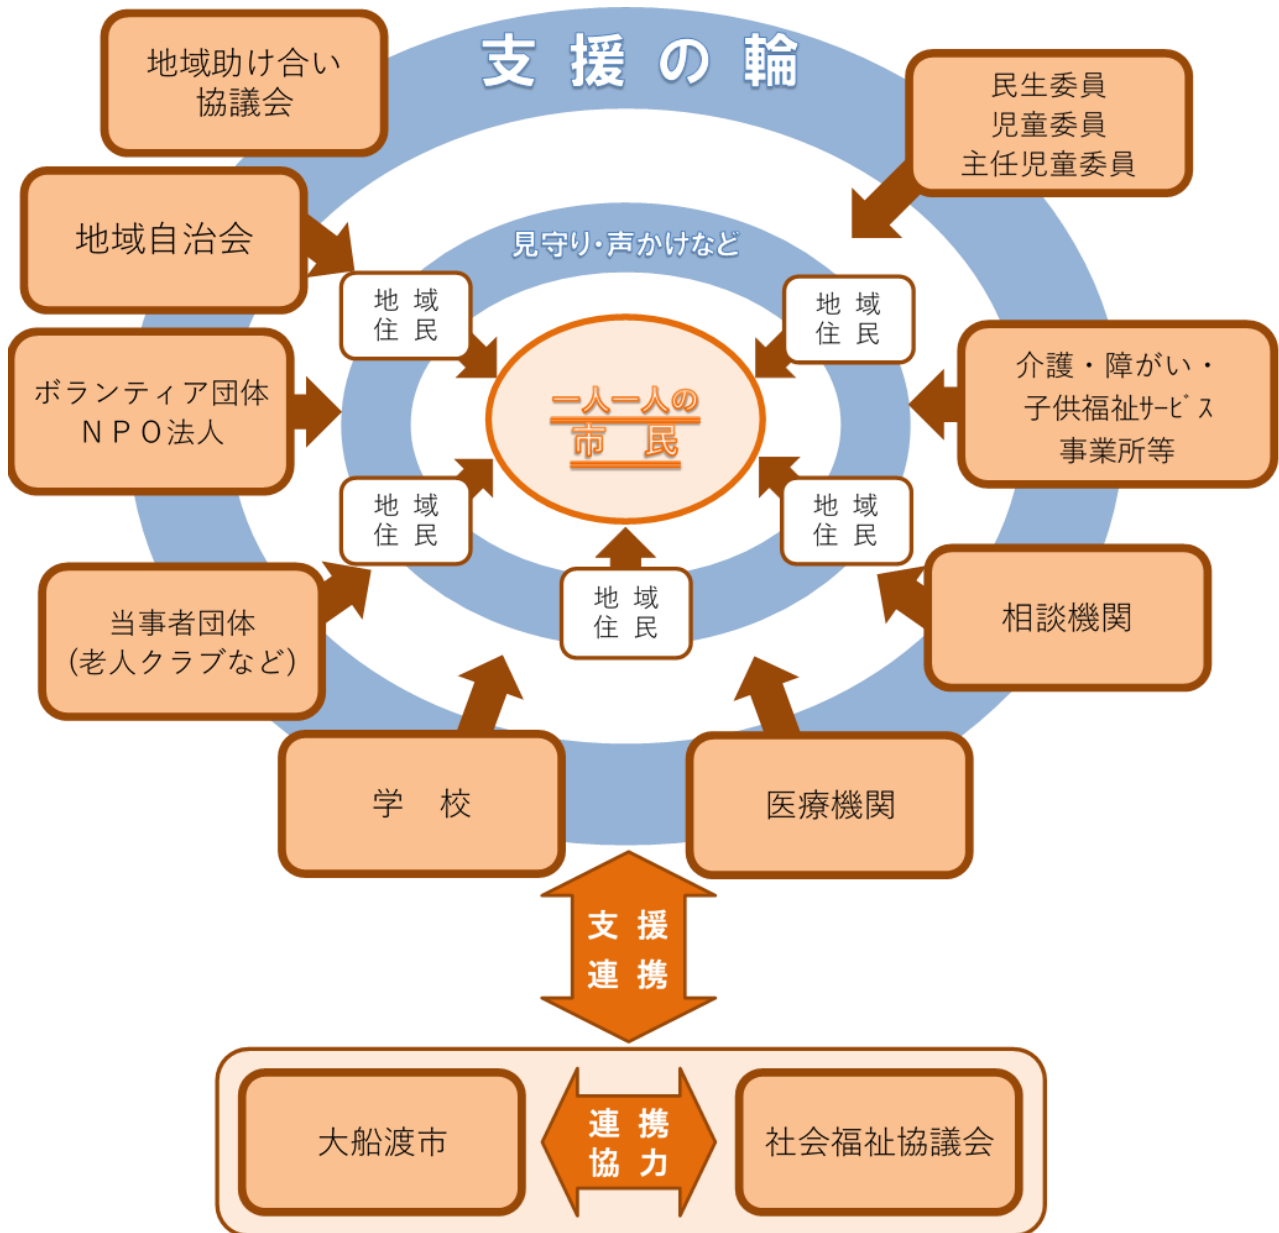 支援の輪
地域助け合い
協議会
民生委員
児童委員
主任児童委員
地域自治会
見守り・声かけなど
地域
住民
地域
住民
ボランティア団体
ＮＰＯ法人
一人一人の
市　民
介護・障がい・
子供福祉ｻｰﾋﾞｽ
事業所等
地域
住民
地域
住民
地域
住民
当事者団体
(老人クラブなど)
相談機関
学　校
医療機関
支援
連携
大船渡市
連携
協力
社会福祉協議会